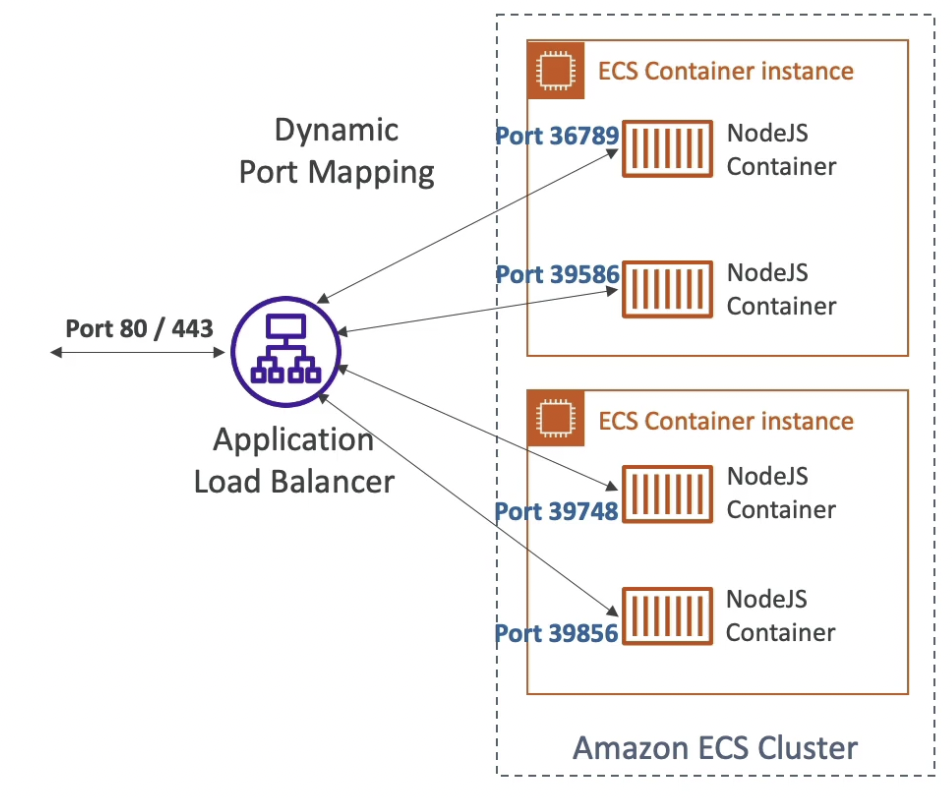 ECS Container instance
Dynamic
Port Mapping
Port 36789
NodeJS
Container
Port 39586
NodeJS
Container
Port 80 / 443
Application
Load Balancer
ECS Container instance
NodeJS
Container
Port 39748
NodeJS
Container
Port 39856
Amazon ECS Cluster